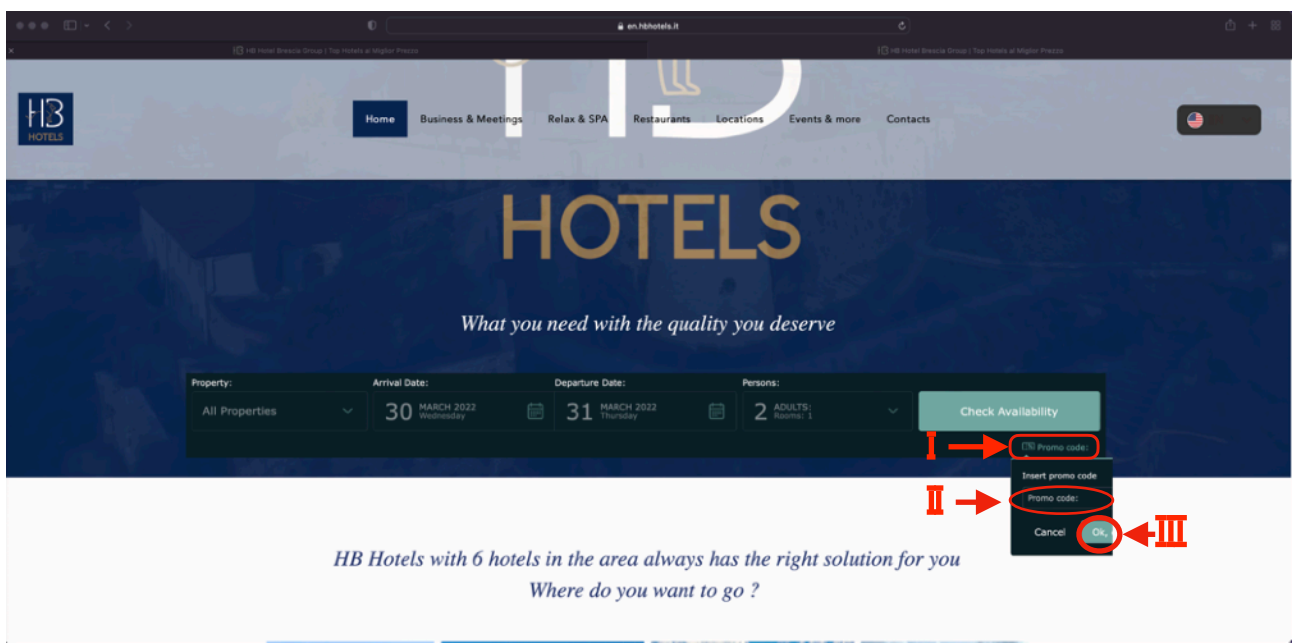 en.hbhotels.it
HB Hotel Brescia Group | Top Hotels al Miglior Prezzo
HB Hotel Brescia Group | Top Hotels al Miglior Prezzo
HB
HB
HOTELS
Home
Business & Meetings
Relax & SPA
Restaurants
Locations
Events & more
Contacts
HOTELS
What you need with the quality you deserve
Property:
Arrival Date:
Departure Date:
Persons:
All Properties
30 MARCH 2022
Wednesday
31 MARCH 2022
Thursday
2 ADULTS:
Rooms: 1
Check Availability
I
Promo code:
Insert promo code
II
Promo code:
Cancel
Ok,
III
HB Hotels with 6 hotels in the area always has the right solution for you
Where do you want to go ?